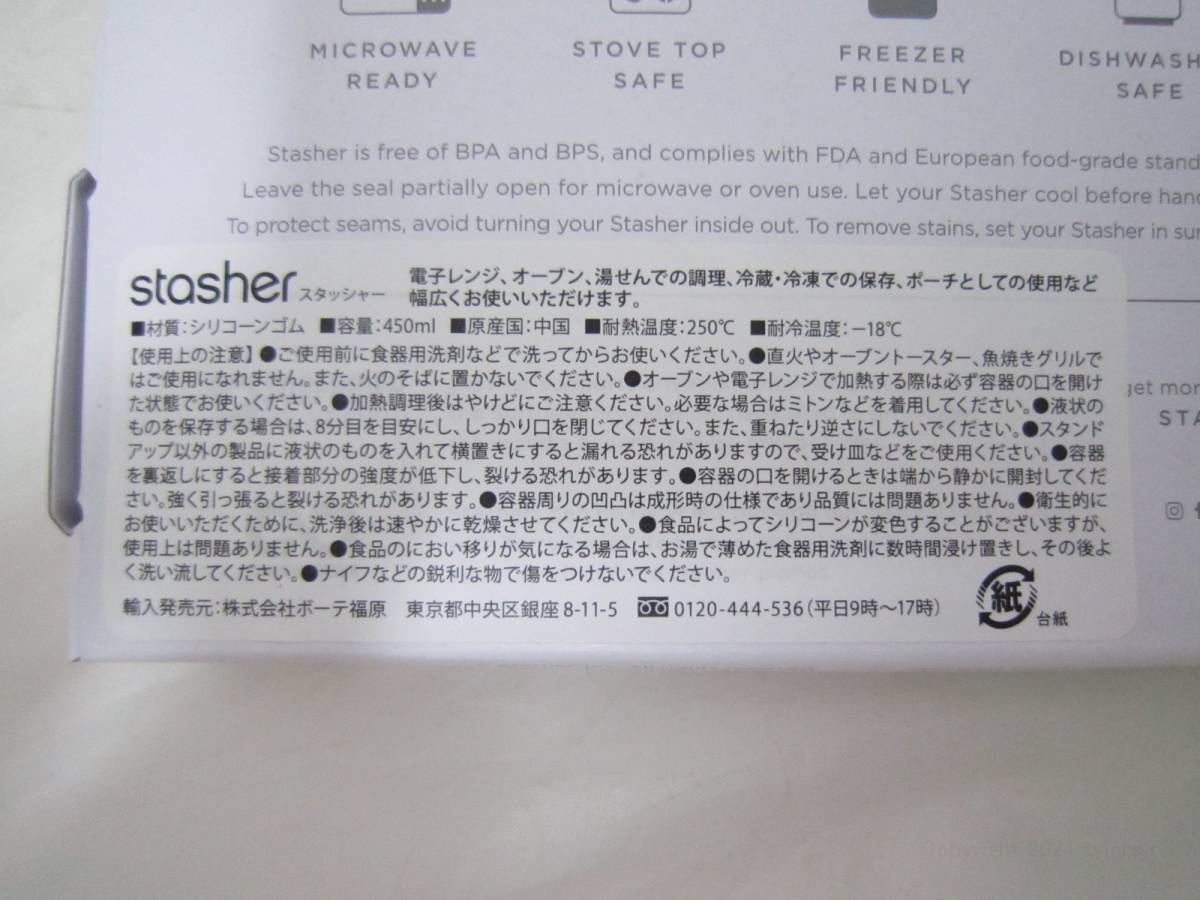 MICROWAVE READY
STOVE TOP SAFE
FREEZER FRIENDLY
DISHWASH
SAFE
Stasher is free of BPA and BPS, and complies with FDA and European food-grade stand
Leave the seal partially open for microwave or oven use. Let your Stasher cool before hand
To protect seams, avoid turning your Stasher inside out. To remove stains, set your Stasher in sun
stasher スタッシャー
電子レンジ、オーブン、湯せんでの調理、冷蔵・冷凍での保存、ポーチとしての使用など
幅広くお使いいただけます。
■材質：シリコーンゴム ■容量：450ml ■原産国：中国 ■耐熱温度：250℃ ■耐冷温度：−18℃
【使用上の注意】●ご使用前に食器用洗剤などで洗ってからお使いください。●直火やオーブントースター、魚焼きグリルで
はご使用になれません。また、火のそばに置かないでください。●オーブンや電子レンジで加熱する際は必ず容器の口を開け
た状態でお使いください。●加熱調理後はやけどにご注意ください。必要な場合はミトンなどを着用してください。●液状の
ものを保存する場合は、8分目を目安にし、しっかり口を閉じてください。また、重ねたり逆さにしないでください。●スタンド
アップ以外の製品に液状のものを入れて横置きにすると漏れる恐れがありますので、受け皿などをご使用ください。●容器
を裏返しにすると接着部分の強度が低下し、裂ける恐れがあります。●容器の口を開けるときは端から静かに開封してくだ
さい。強く引っ張ると裂ける恐れがあります。●容器周りの凹凸は成形時の仕様であり品質には問題ありません。●衛生的に
お使いいただくために、洗浄後は速やかに乾燥させてください。●食品によってシリコーンが変色することがございますが、
使用上は問題ありません。●食品のにおい移りが気になる場合は、お湯で薄めた食器用洗剤に数時間浸け置きし、その後よ
く洗い流してください。●ナイフなどの鋭利な物で傷をつけないでください。
輸入発売元：株式会社ボーテ福原 東京都中央区銀座8-11-5 0120-444-536（平日9時〜17時）
紙 台紙
get mor
STA